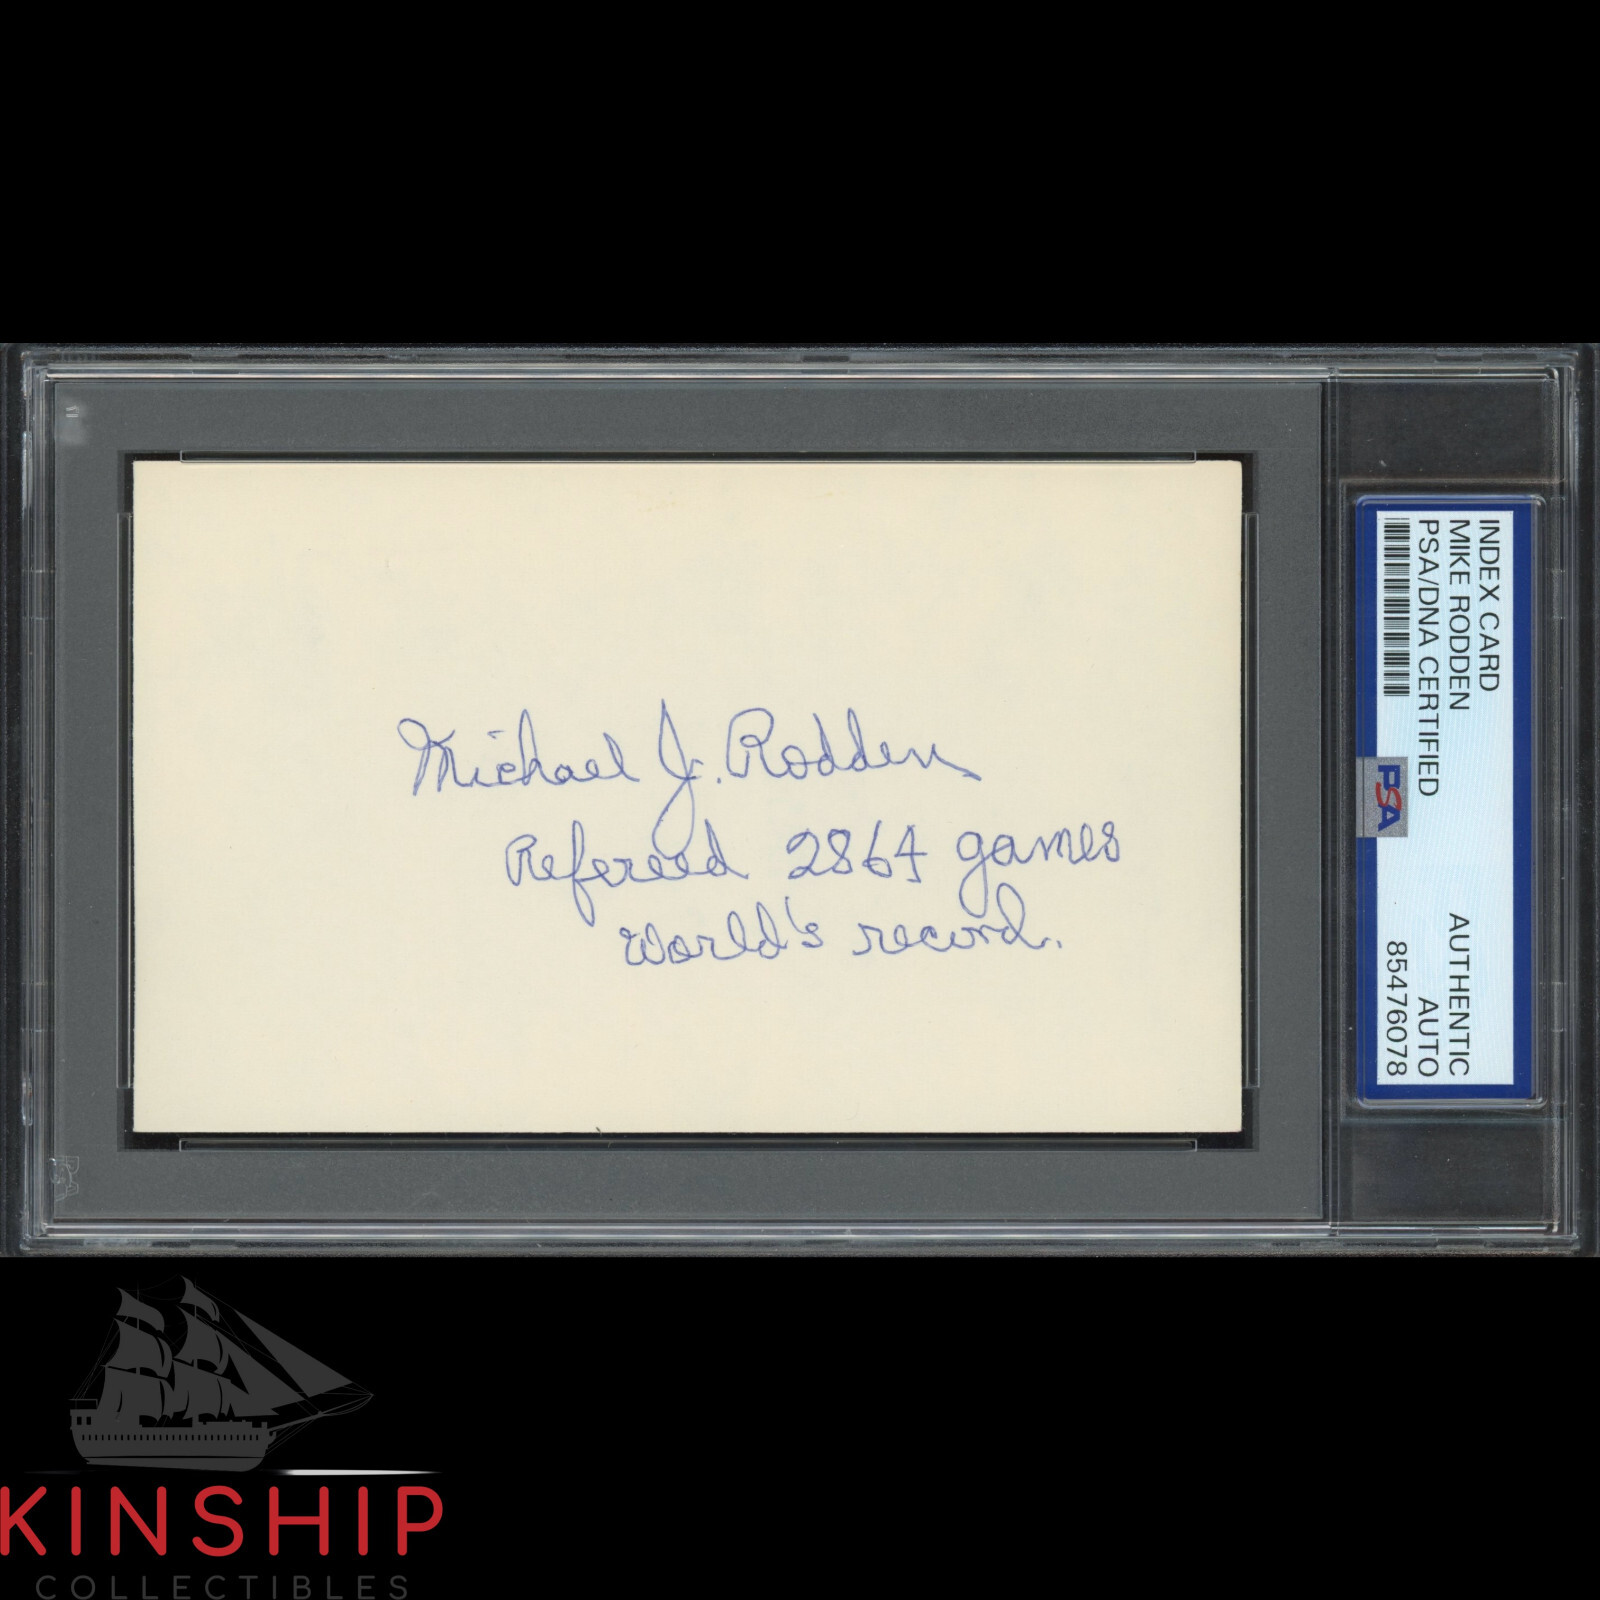 Michael J. Rodden
Refereed 2864 games
World's record.
INDEX CARD
MIKE RODDEN
PSA/DNA CERTIFIED
AUTHENTIC
AUTO
85476078
PSA
KINSHIP
COLLECTIBLES